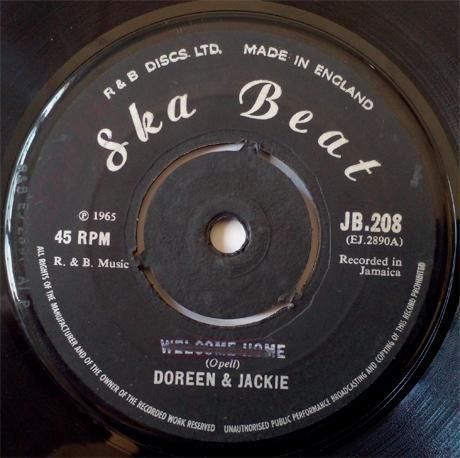 R & B DISCS. LTD. MADE IN ENGLAND
Ska Beat
℗ 1965
45 RPM
R. & B. Music
JB.208
(EJ.2890A)
Recorded in
Jamaica
WELCOME HOME
(Opell)
DOREEN & JACKIE
ALL RIGHTS OF THE MANUFACTURER AND OF THE OWNER OF THE RECORDED WORK RESERVED UNAUTHORISED PUBLIC PERFORMANCE BROADCASTING AND COPYING OF THIS RECORD PROHIBITED